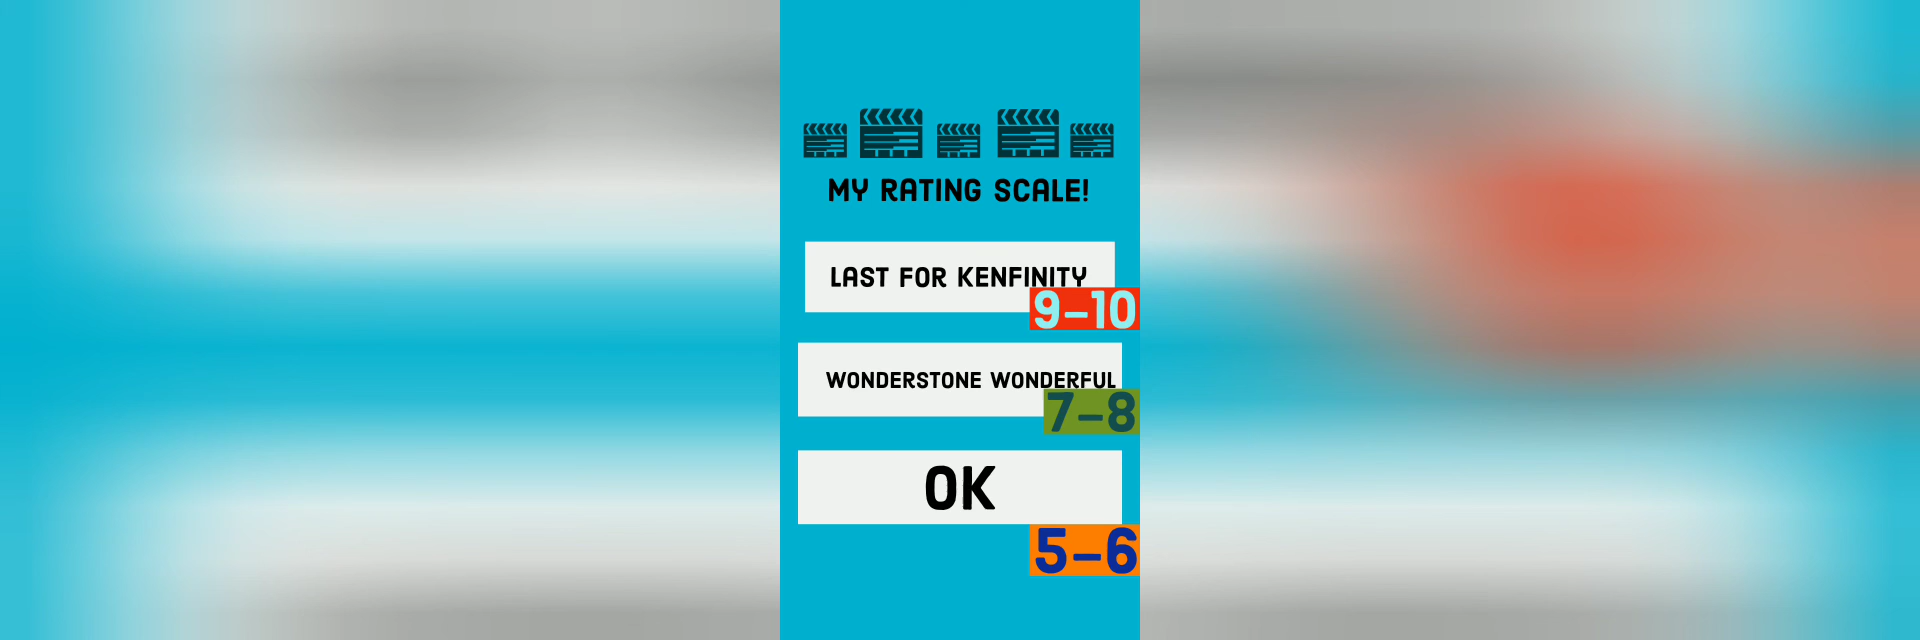 MY RATING SCALE!
LAST FOR KENFINITY
9-10
WONDERSTONE WONDERFUL
7-8
OK
5-6